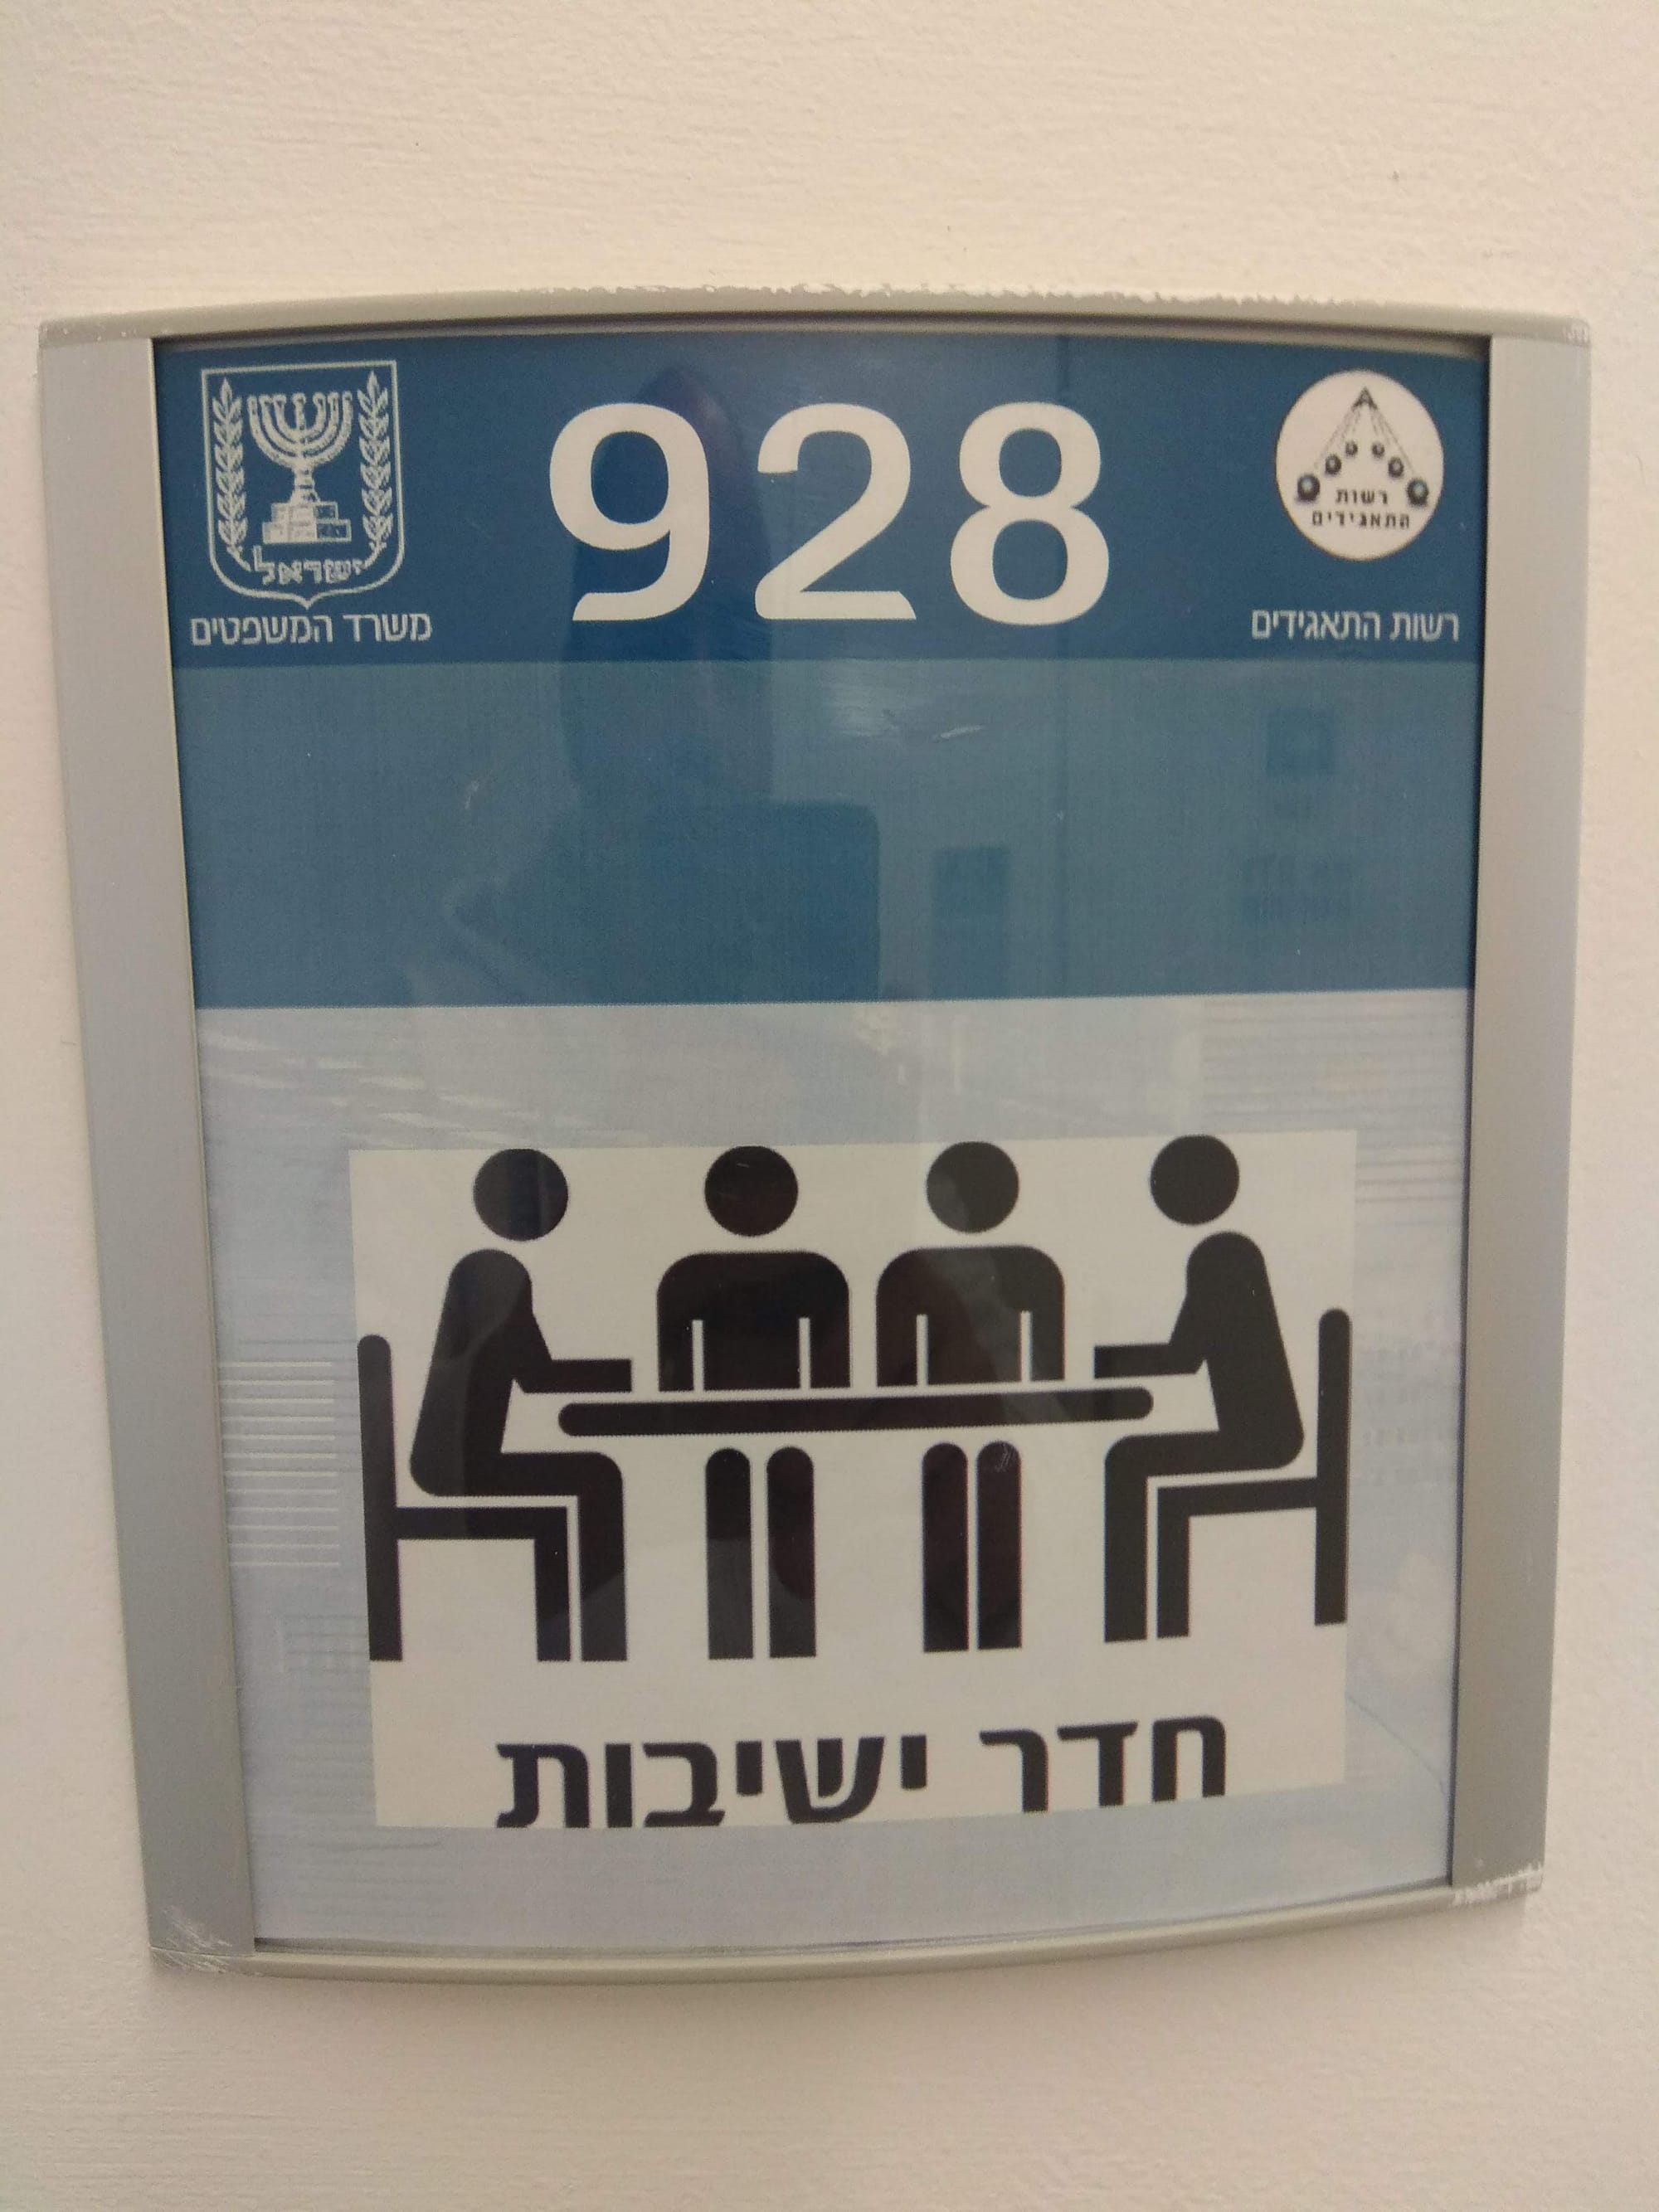 928
רשות
התאגידים
רשות התאגידים
ישראל
משרד המשפטים
חדר ישיבות